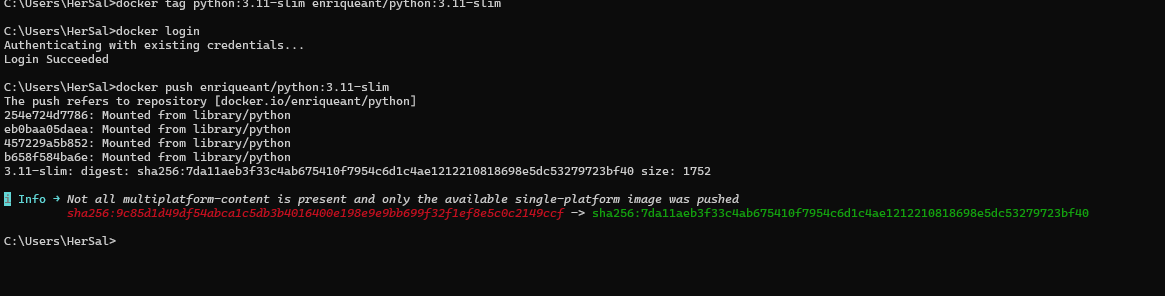 C:\Users\HerSal>docker tag python:3.11-slim enriqueant/python:3.11-slim
C:\Users\HerSal>docker login
Authenticating with existing credentials...
Login Succeeded
C:\Users\HerSal>docker push enriqueant/python:3.11-slim
The push refers to repository [docker.io/enriqueant/python]
254e724d7786: Mounted from library/python
eb0baa05daea: Mounted from library/python
457229a5b852: Mounted from library/python
b658f584ba6e: Mounted from library/python
3.11-slim: digest: sha256:7da11aeb3f33c4ab675410f7954c6d1c4ae1212210818698e5dc53279723bf40 size: 1752
i Info → Not all multiplatform-content is present and only the available single-platform image was pushed
sha256:9c85d1d49df54abca1c5db3b4016400e198e9e9bb699f32f1ef8e5c0c2149ccf -> sha256:7da11aeb3f33c4ab675410f7954c6d1c4ae1212210818698e5dc53279723bf40
C:\Users\HerSal>